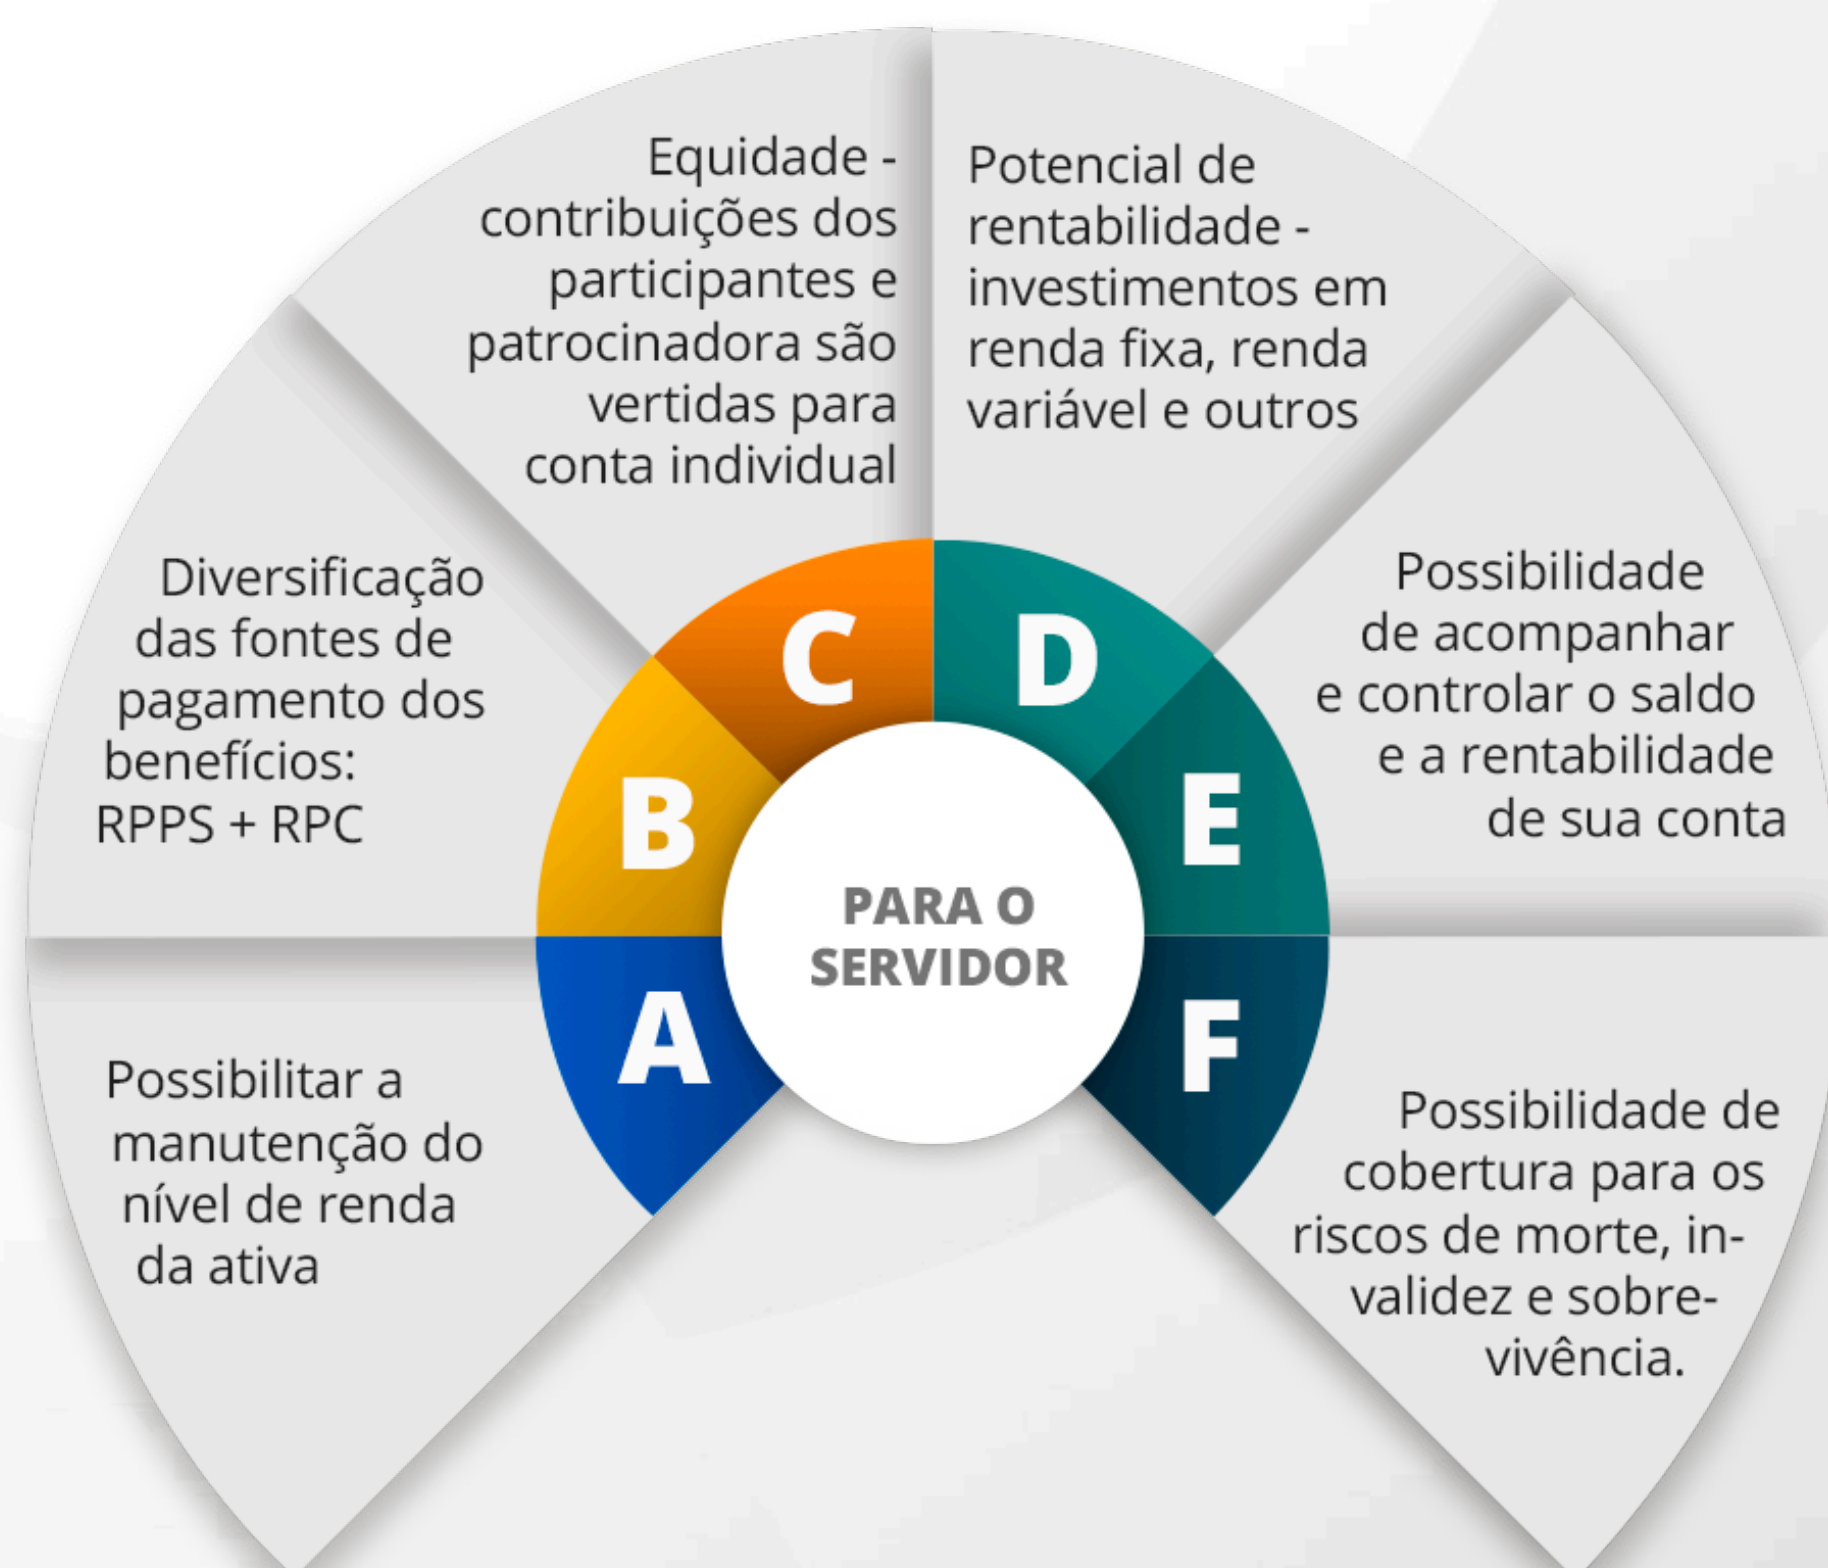 Equidade -
contribuições dos
participantes e
patrocinadora são
vertidas para
conta individual
Potencial de
rentabilidade -
investimentos em
renda fixa, renda
variável e outros
Diversificação
das fontes de
pagamento dos
benefícios:
RPPS + RPC
Possibilidade
de acompanhar
e controlar o saldo
e a rentabilidade
de sua conta
C
D
B
E
A
F
PARA O
SERVIDOR
Possibilitar a
manutenção do
nível de renda
da ativa
Possibilidade de
cobertura para os
riscos de morte, in-
validez e sobre-
vivência.